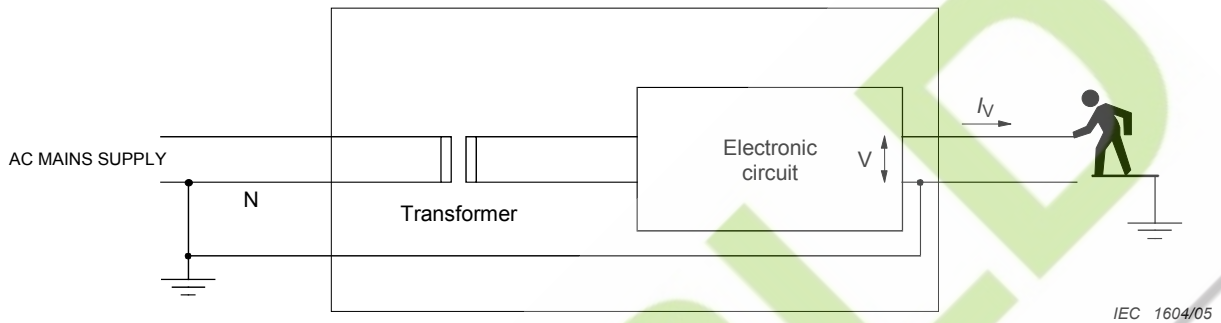 I_V
AC MAINS SUPPLY
Electronic
circuit
V
N
Transformer
IEC 1604/05